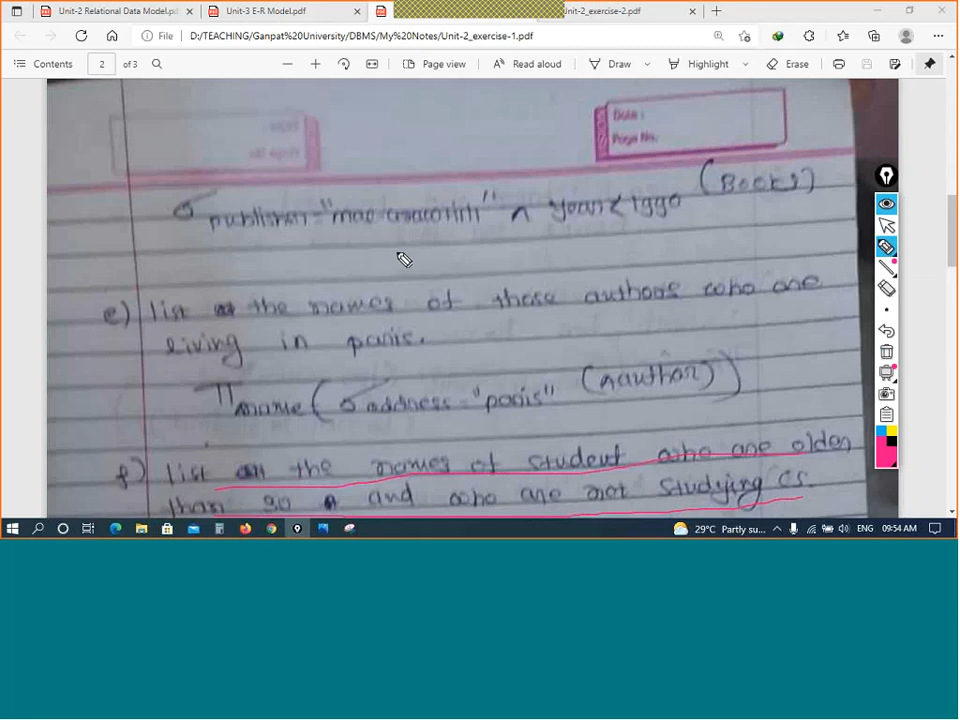 Unit-2 Relational Data Model.pd
Unit-3 E-R Model.pdf
Unit-2_exercise-2.pdf
File
D:/TEACHING/Ganpat%20University/DBMS/My%20Notes/Unit-2_exercise-1.pdf
Contents
2
of 3
Page view
Read aloud
Draw
Highlight
Erase
Date :
Page No.
σ publisher = "mac ^ year < 1990 (Books)
e) list the names of those authors who are
living in paris.
π name ( σ address = "paris" (author))
f) list the names of student who are older
than 30 and who are not studying CS.
29°C Partly su...
ENG
09:54 AM